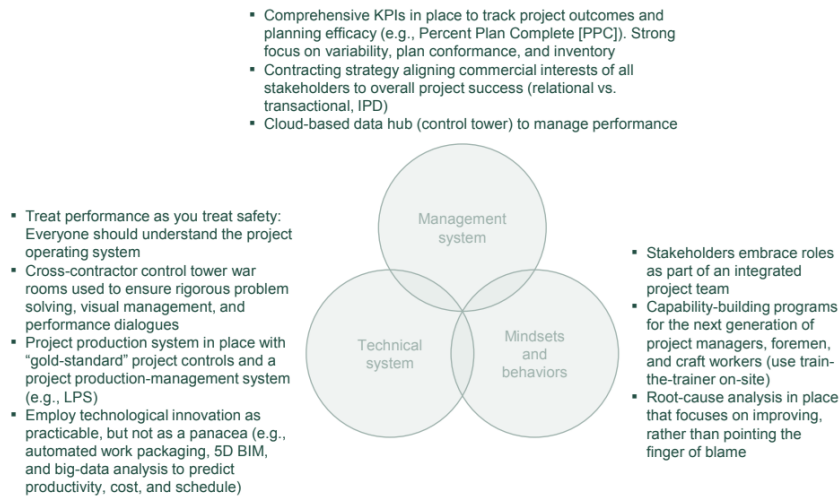 ▪ Comprehensive KPIs in place to track project outcomes and
planning efficacy (e.g., Percent Plan Complete [PPC]). Strong
focus on variability, plan conformance, and inventory
▪ Contracting strategy aligning commercial interests of all
stakeholders to overall project success (relational vs.
transactional, IPD)
▪ Cloud-based data hub (control tower) to manage performance
Management
system
▪ Treat performance as you treat safety:
Everyone should understand the project
operating system
▪ Cross-contractor control tower war
rooms used to ensure rigorous problem
solving, visual management, and
performance dialogues
▪ Project production system in place with
“gold-standard” project controls and a
project production-management system
(e.g., LPS)
▪ Employ technological innovation as
practicable, but not as a panacea (e.g.,
automated work packaging, 5D BIM,
and big-data analysis to predict
productivity, cost, and schedule)
Technical
system
Mindsets
and
behaviors
▪ Stakeholders embrace roles
as part of an integrated
project team
▪ Capability-building programs
for the next generation of
project managers, foremen,
and craft workers (use train-
the-trainer on-site)
▪ Root-cause analysis in place
that focuses on improving,
rather than pointing the
finger of blame